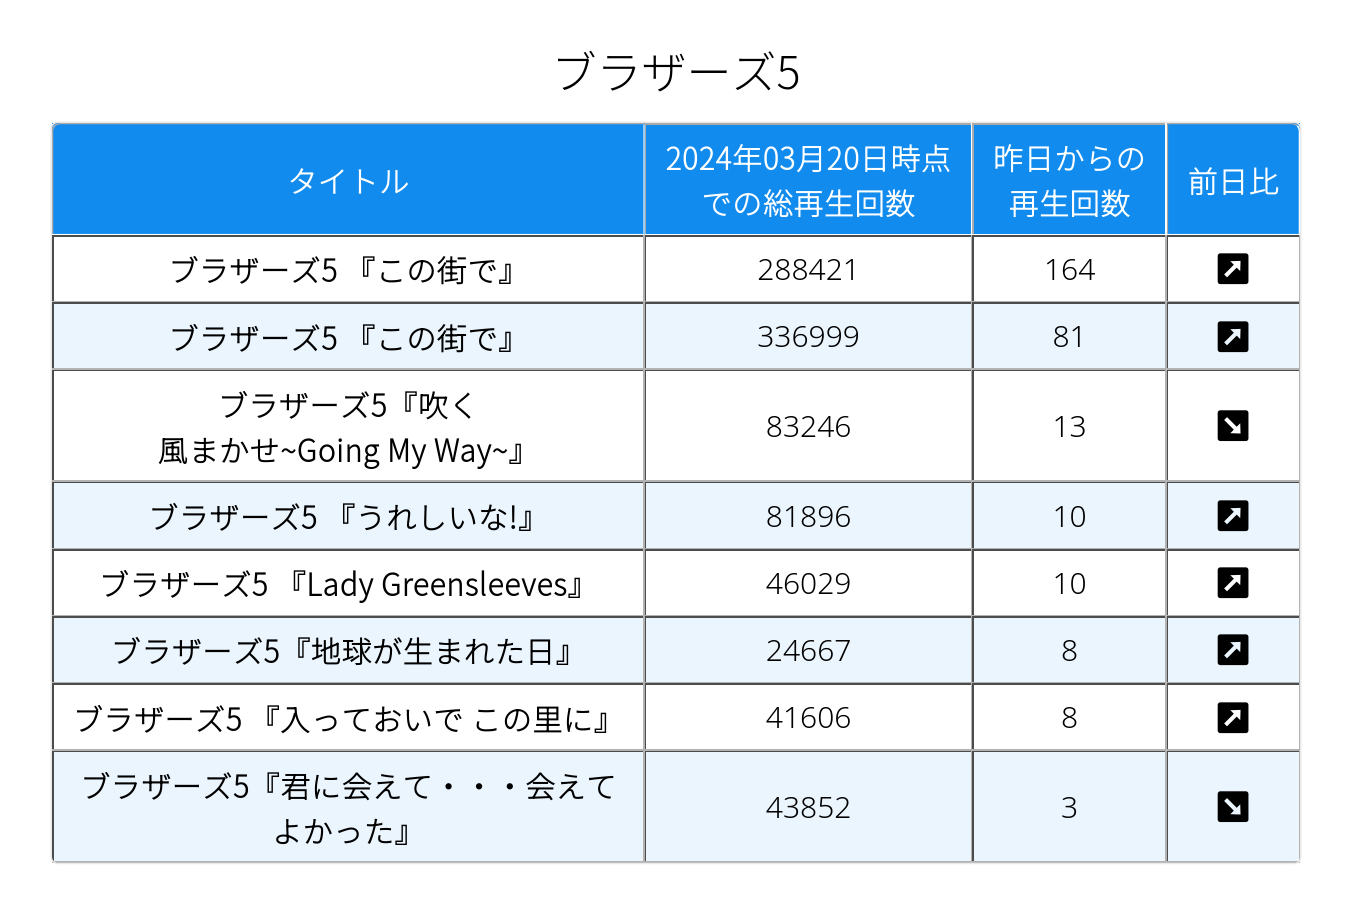 ブラザーズ5
タイトル
2024年03月20日時点
での総再生回数
昨日からの
再生回数
前日比
ブラザーズ5 『この街で』
288421
164
ブラザーズ5 『この街で』
336999
81
ブラザーズ5『吹く
風まかせ~Going My Way~』
83246
13
ブラザーズ5 『うれしいな!』
81896
10
ブラザーズ5 『Lady Greensleeves』
46029
10
ブラザーズ5『地球が生まれた日』
24667
8
ブラザーズ5 『入っておいで この里に』
41606
8
ブラザーズ5『君に会えて・・・会えて
よかった』
43852
3